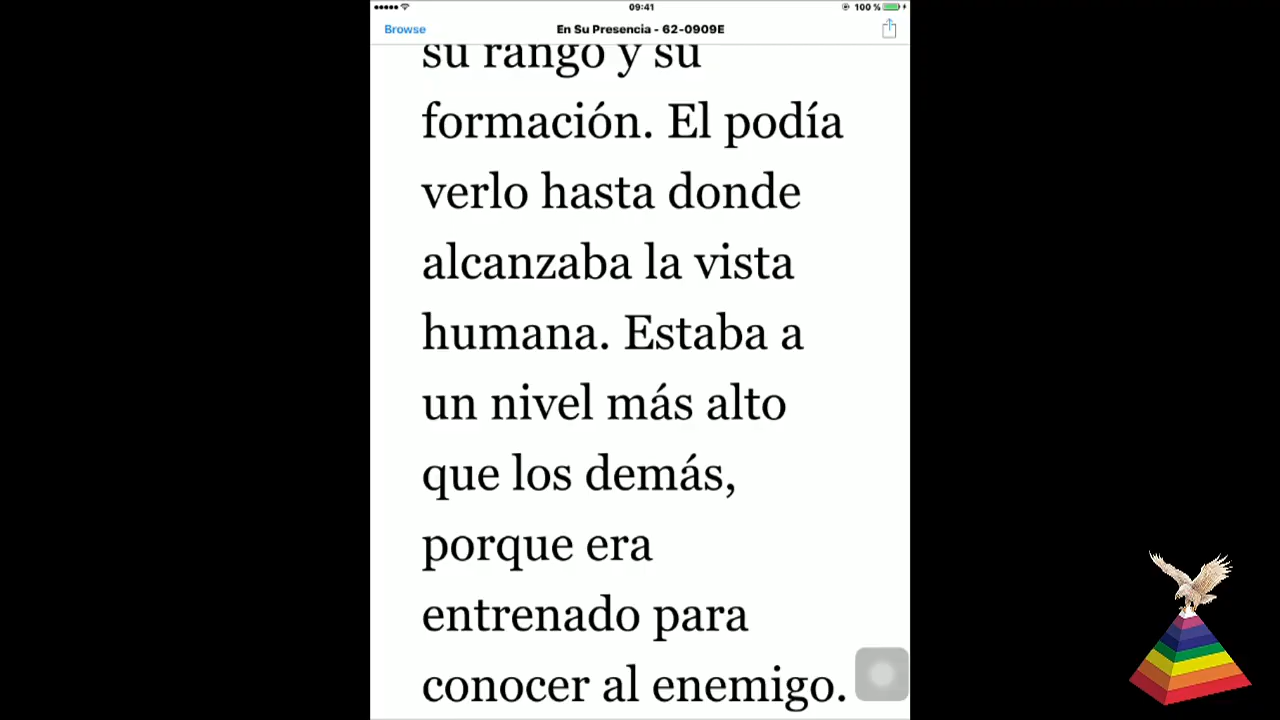 09:41
100 %
Browse
En Su Presencia - 62-0909E
su rango y su
formación. El podía
verlo hasta donde
alcanzaba la vista
humana. Estaba a
un nivel más alto
que los demás,
porque era
entrenado para
conocer al enemigo.